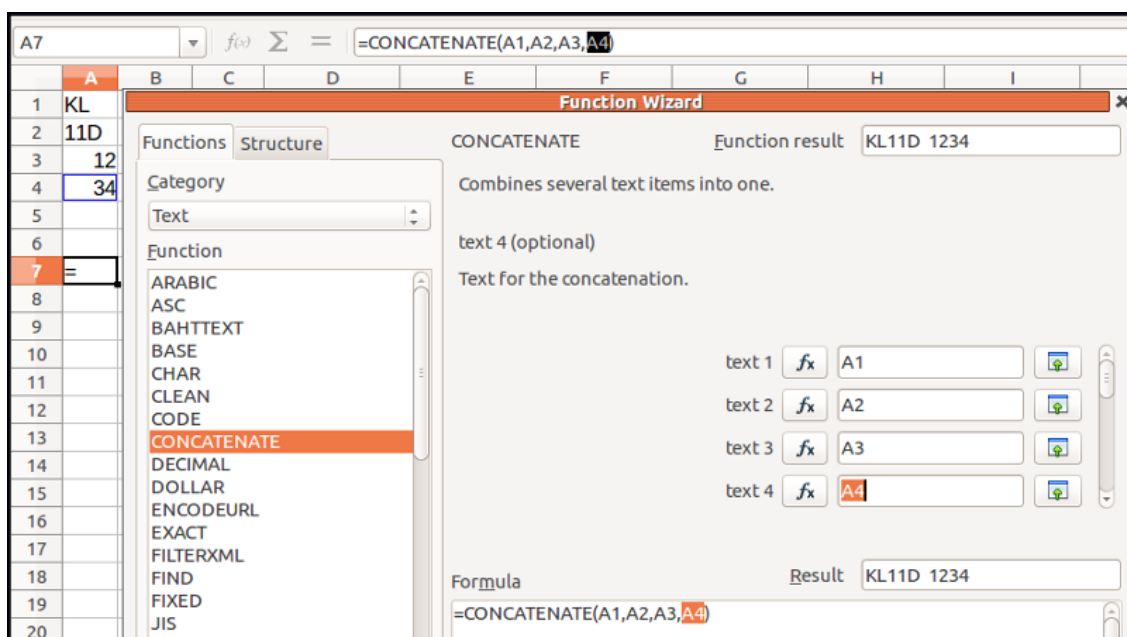 A7 f(x) Σ = =CONCATENATE(A1,A2,A3,A4)
A B C D E F G H I
1 KL
Function Wizard
2 11D
Functions Structure
CONCATENATE
Function result KL11D 1234
3 12
Category
Combines several text items into one.
4 34
5
Text
6
Function
text 4 (optional)
7 =
ARABIC
Text for the concatenation.
8
ASC
9
BAHTTEXT
10
BASE
text 1 fx A1
11
CHAR
12
CLEAN
text 2 fx A2
CODE
13
CONCATENATE
text 3 fx A3
14
DECIMAL
15
DOLLAR
text 4 fx A4
16
ENCODEURL
17
EXACT
FILTERXML
18
FIND
Formula
Result KL11D 1234
19
FIXED
=CONCATENATE(A1,A2,A3,A4)
20
JIS